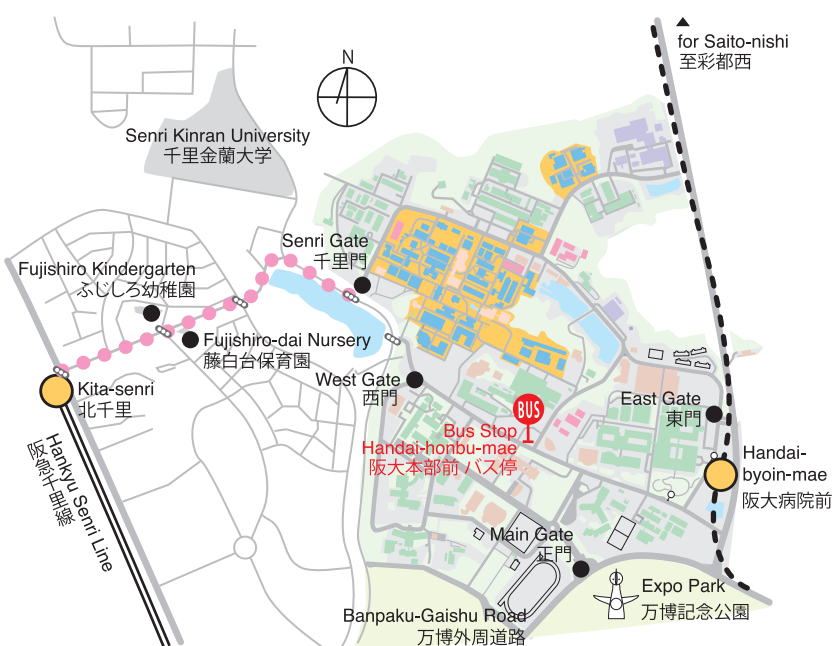 for Saito-nishi
至彩都西
N
Senri Kinran University
千里金蘭大学
Senri Gate
千里門
Fujishiro Kindergarten
ふじしろ幼稚園
Fujishiro-dai Nursery
藤白台保育園
West Gate
西門
Kita-senri
北千里
Hankyu Senri Line
阪急千里線
BUS
Bus Stop
Handai-honbu-mae
阪大本部前 バス停
East Gate
東門
Handai-
byoin-mae
阪大病院前
Main Gate
正門
Expo Park
万博記念公園
Banpaku-Gaishu Road
万博外周道路